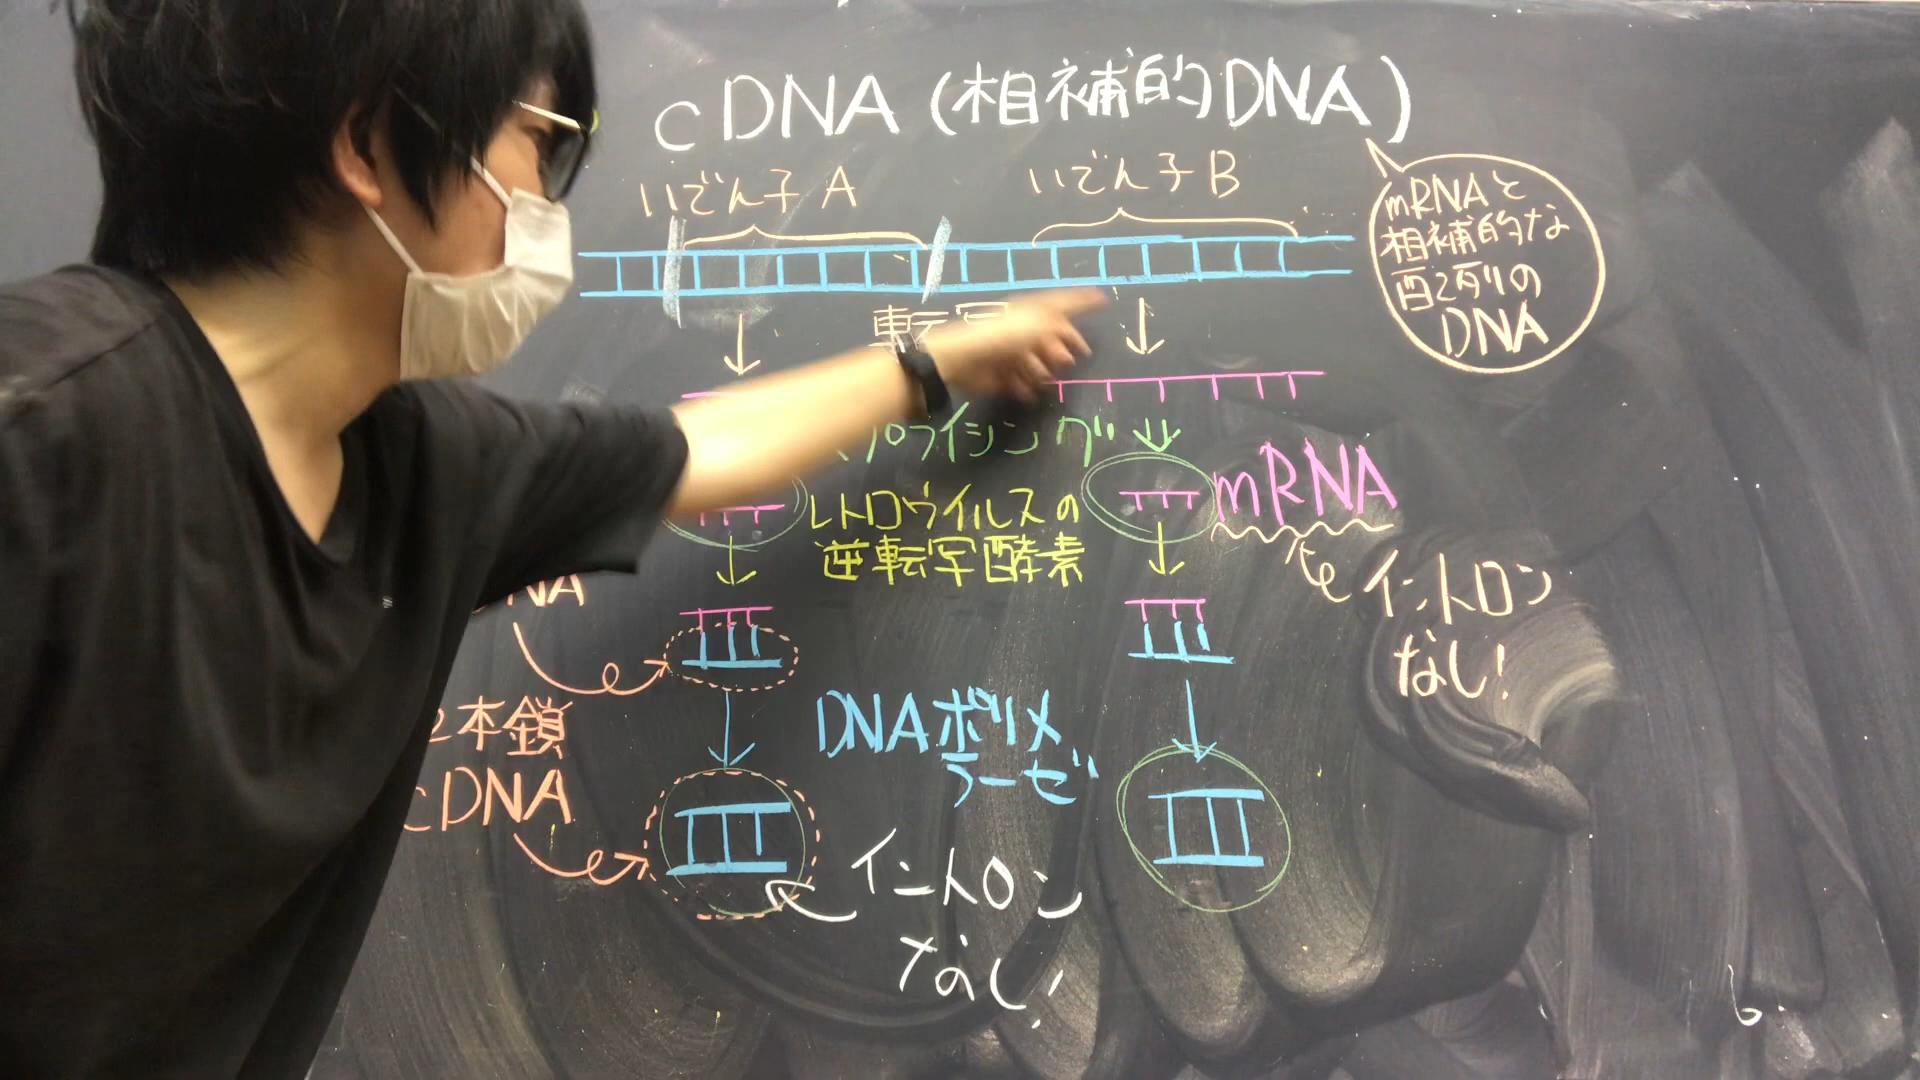 cDNA(相補的DNA)
いでん子A
いでん子B
mRNAと
相補的な
配列の
DNA
転写
スプライシング
mRNA
レトロウイルスの
逆転写酵素
イントロン
なし!
DNA
2本鎖
cDNA
DNAポリメ
ラーゼ
イントロン
なし!